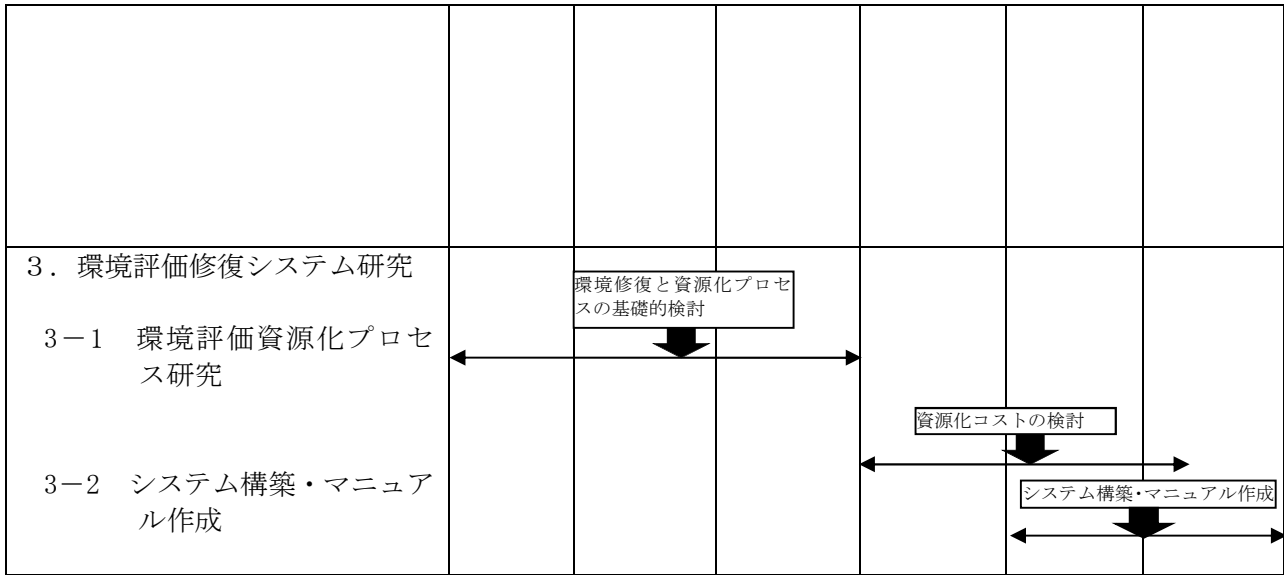 ３．環境評価修復システム研究
環境修復と資源化プロセ
スの基礎的検討
3－1　環境評価資源化プロセ
ス研究
資源化コストの検討
3－2　システム構築・マニュア
ル作成
システム構築・マニュアル作成